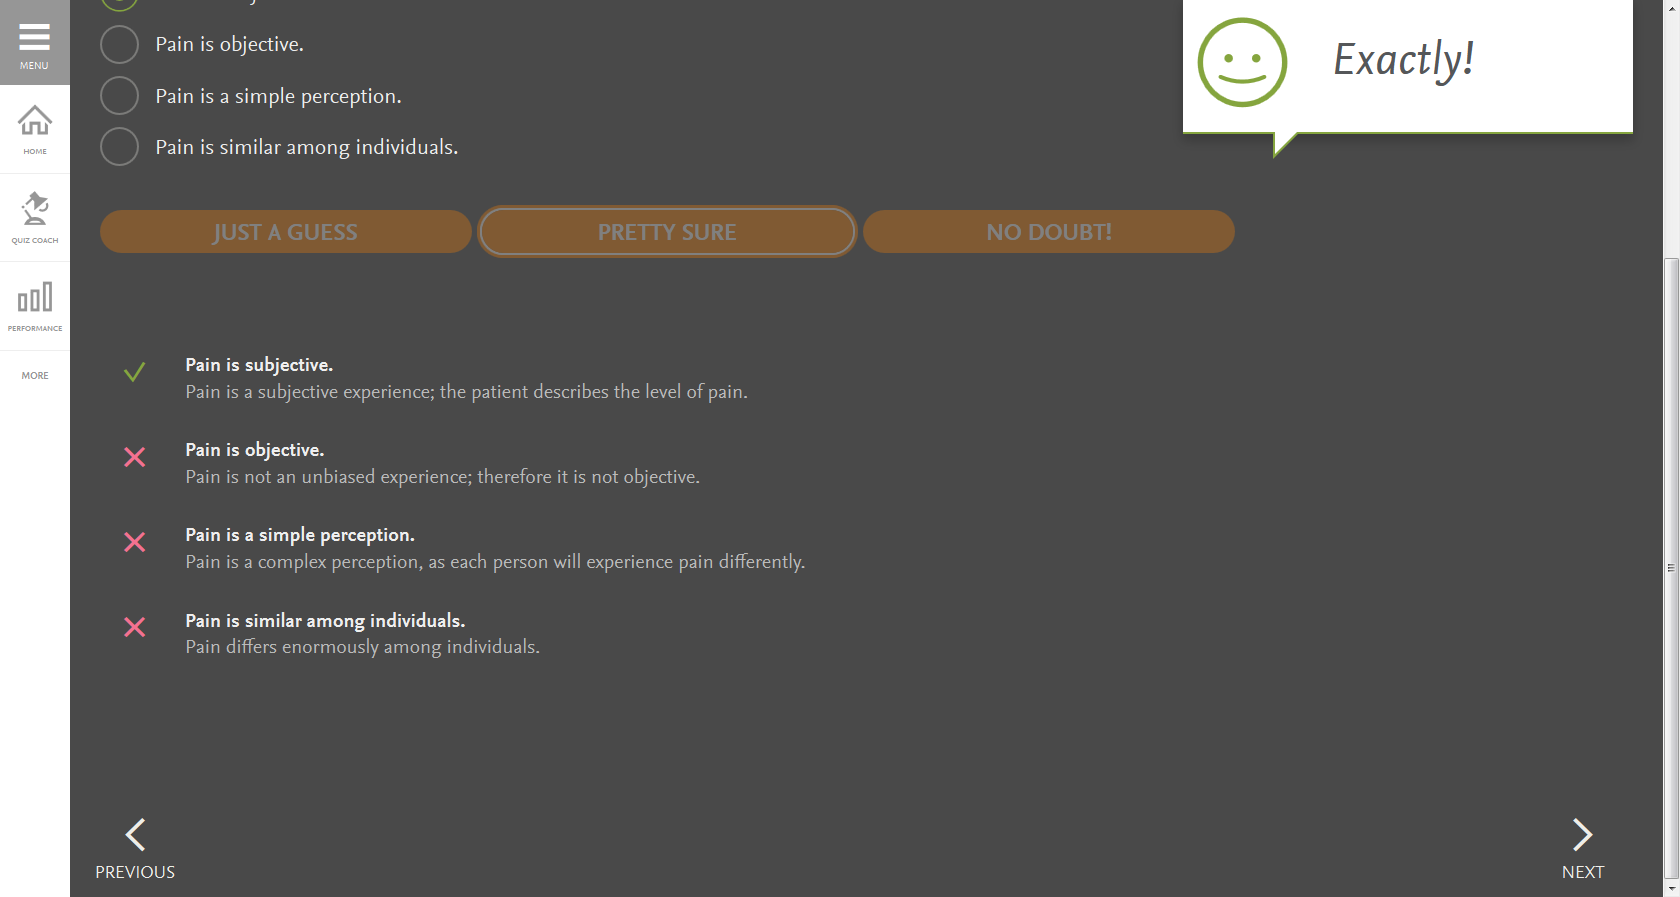 Pain is objective.
Pain is a simple perception.
Pain is similar among individuals.
Exactly!
MENU
HOME
QUIZ COACH
PERFORMANCE
MORE
JUST A GUESS
PRETTY SURE
NO DOUBT!
Pain is subjective.
Pain is a subjective experience; the patient describes the level of pain.
Pain is objective.
Pain is not an unbiased experience; therefore it is not objective.
Pain is a simple perception.
Pain is a complex perception, as each person will experience pain differently.
Pain is similar among individuals.
Pain differs enormously among individuals.
PREVIOUS
NEXT